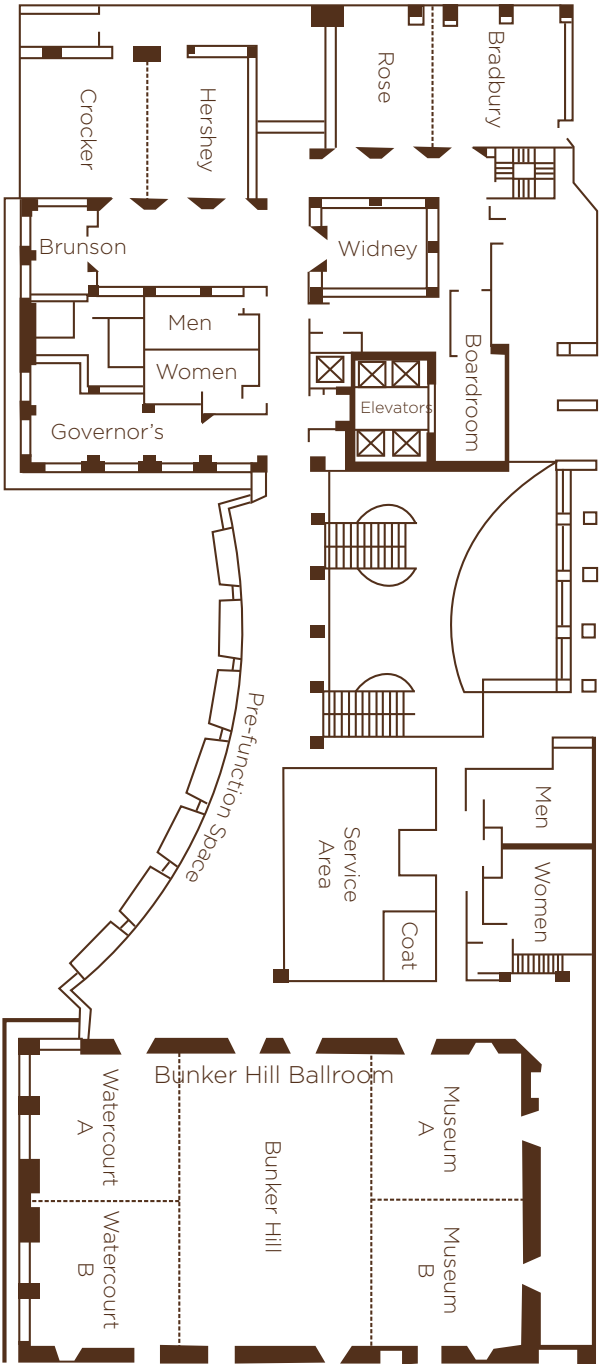 Crocker
Hershey
Rose
Bradbury
Brunson
Widney
Men
Women
Governor's
Elevators
Boardroom
Pre-function Space
Service
Area
Coat
Men
Women
Bunker Hill Ballroom
Watercourt
A
Watercourt
B
Bunker Hill
Museum
A
Museum
B